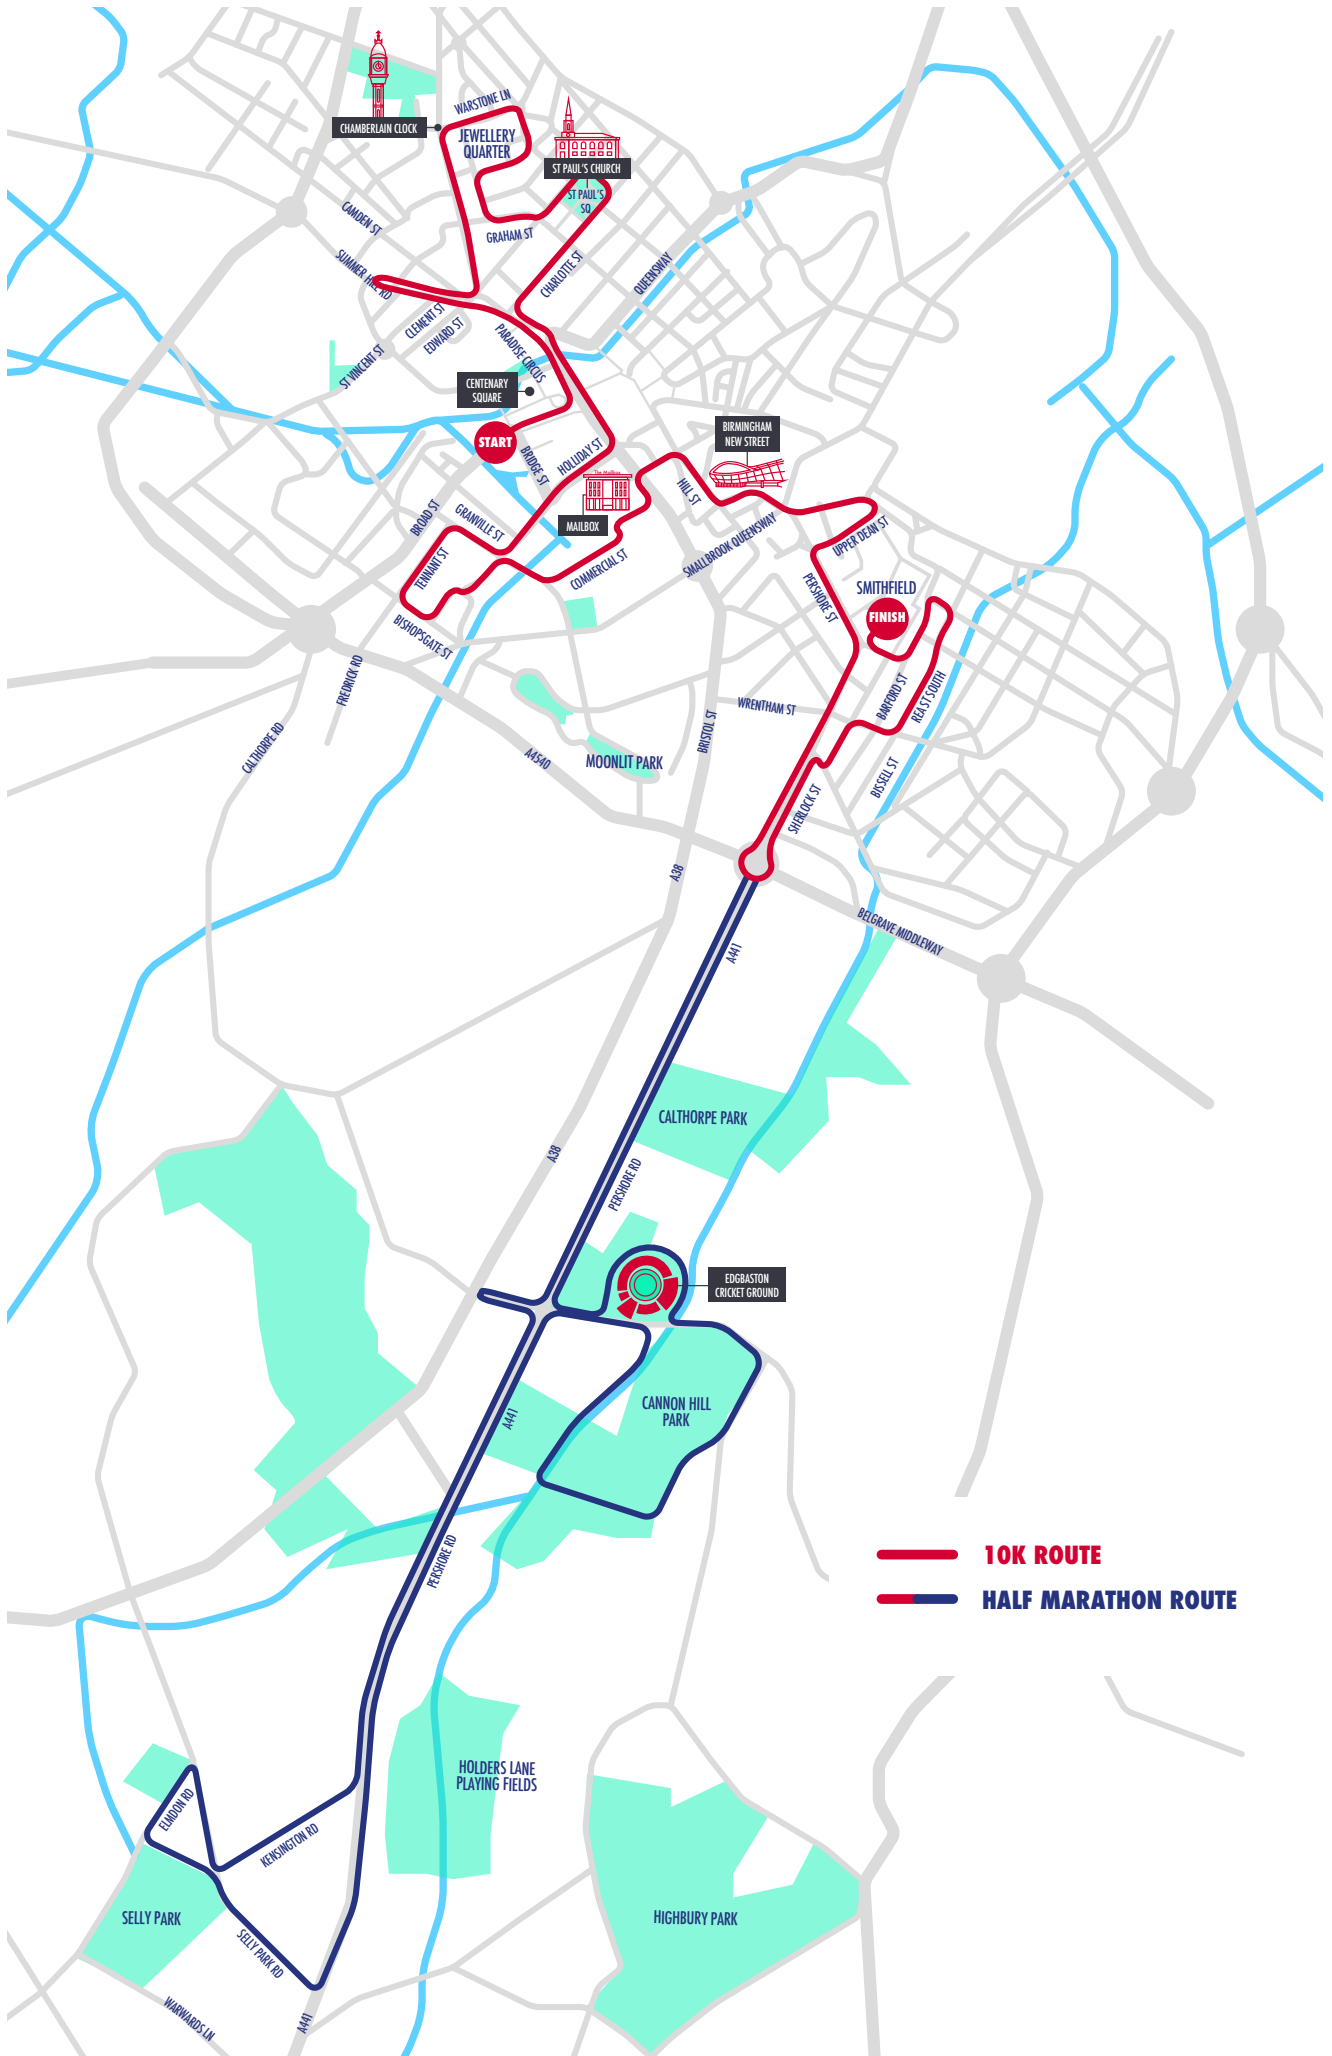 WARSTONE LN
CHAMBERLAIN CLOCK
JEWELLERY
QUARTER
ST PAUL'S CHURCH
ST PAUL'S
SQ
CAMDEN ST
GRAHAM ST
SUMMER HILL RD
CHARLOTTE ST
QUEENSWAY
CLEMENT ST
EDWARD ST
PARADISE CIRCUS
ST VINCENT ST
CENTENARY
SQUARE
START
BRIDGE ST
HOLLIDAY ST
BIRMINGHAM
NEW STREET
The Mailbox
MAILBOX
HILL ST
BROAD ST
GRANVILLE ST
SMALLBROOK QUEENSWAY
UPPER DEAN ST
TENNANT ST
COMMERCIAL ST
PERSHORE ST
SMITHFIELD
FINISH
BISHOPSGATE ST
FREDRICK RD
CALTHORPE RD
BARFORD ST
REA ST SOUTH
WRENTHAM ST
BRISTOL ST
A4540
MOONLIT PARK
BISSELL ST
SHERLOCK ST
A38
BELGRAVE MIDDLEWAY
A441
CALTHORPE PARK
A38
PERSHORE RD
EDGBASTON
CRICKET GROUND
CANNON HILL
PARK
A441
PERSHORE RD
10K ROUTE
HALF MARATHON ROUTE
HOLDERS LANE
PLAYING FIELDS
ELMDON RD
KENSINGTON RD
SELLY PARK
HIGHBURY PARK
SELLY PARK RD
WARWARDS LN
A441